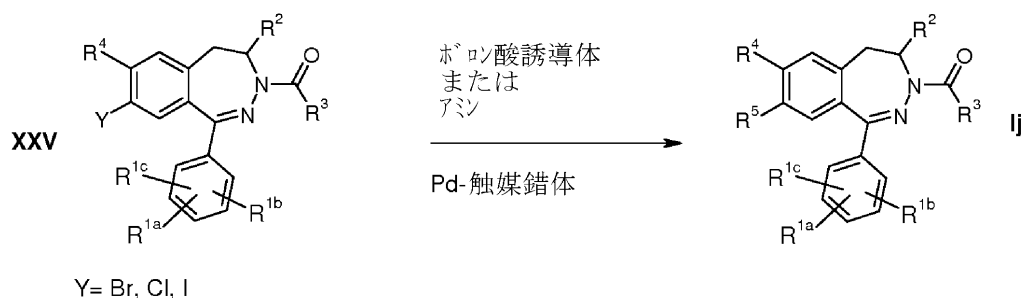 R²
R⁴
O
N
R³
Y
N
XXV
R¹ᶜ
R¹ᵃ
R¹ᵇ
Y= Br, Cl, I
ﾎﾞﾛﾝ酸誘導体
または
ｱﾐﾝ
Pd-触媒錯体
R²
R⁴
O
N
R³
R⁵
N
Ij
R¹ᶜ
R¹ᵃ
R¹ᵇ